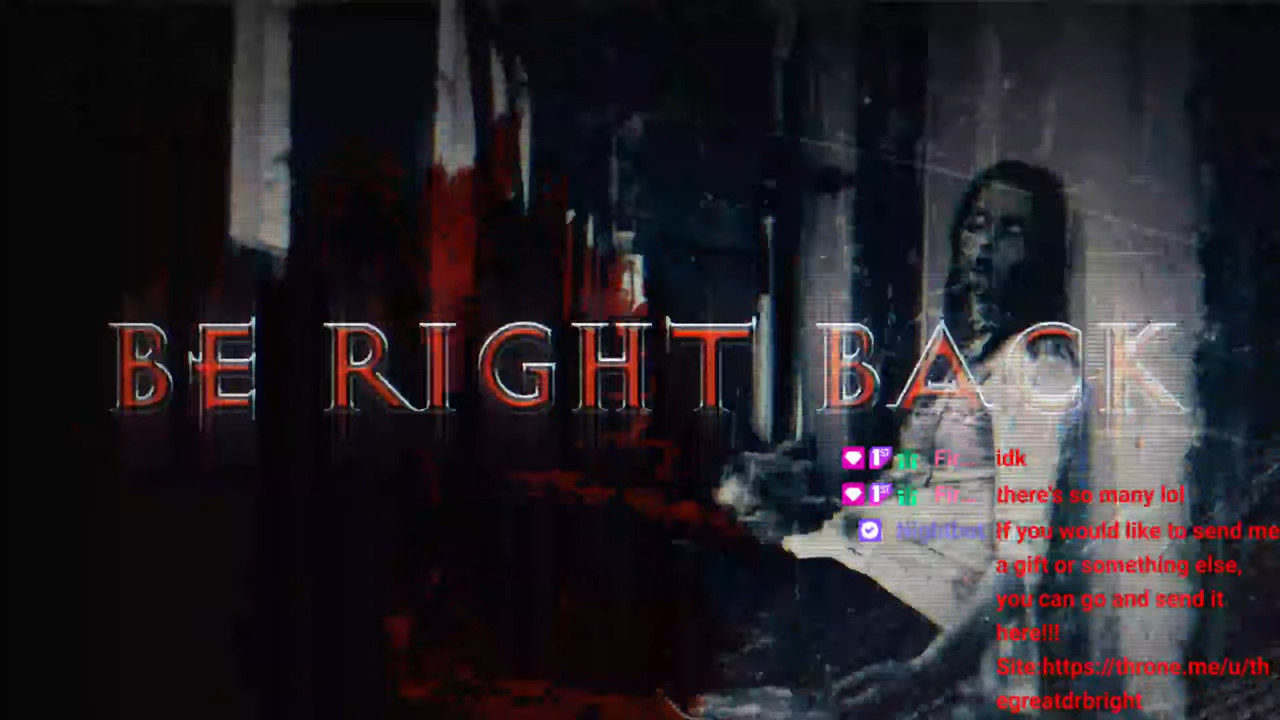 BE RIGHT BACK
idk
there's so many lol
Nightbot If you would like to send me
a gift or something else,
you can go and send it
here!!!
Site:https://throne.me/u/th
egreatdrbright